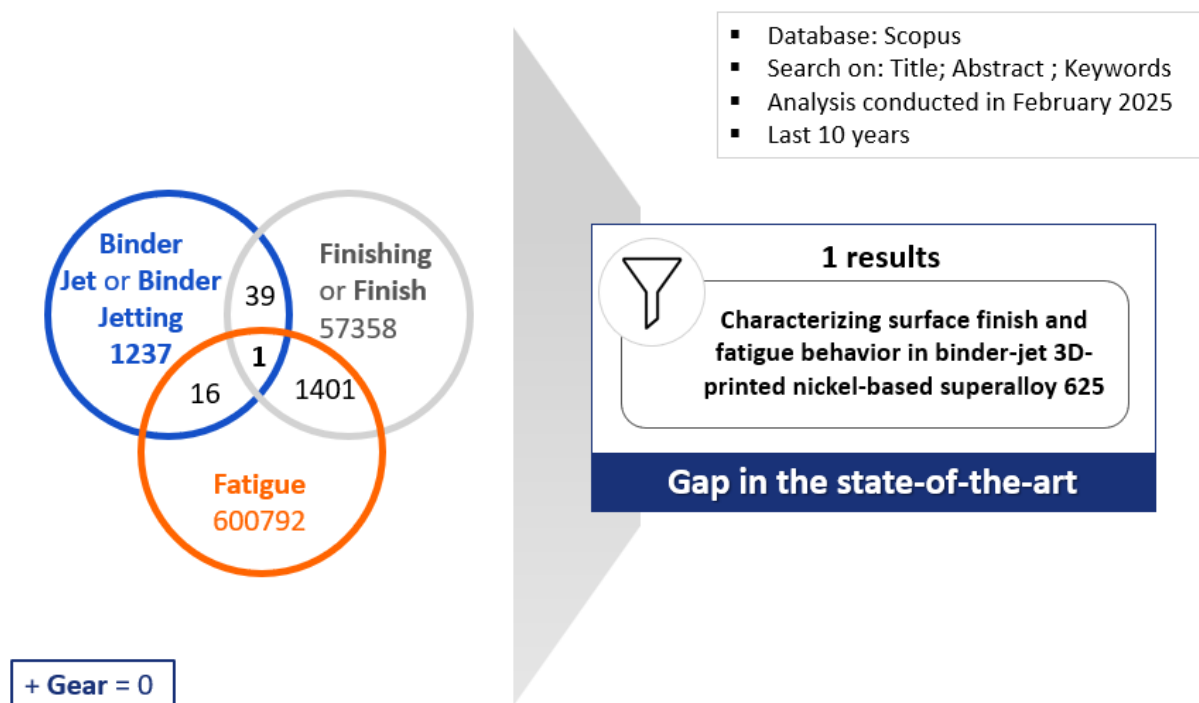 ▪ Database: Scopus
▪ Search on: Title; Abstract ; Keywords
▪ Analysis conducted in February 2025
▪ Last 10 years
Binder
Jet or Binder
Jetting
1237
39
Finishing
or Finish
57358
1
16
1401
Fatigue
600792
+ Gear = 0
1 results
Characterizing surface finish and
fatigue behavior in binder-jet 3D-
printed nickel-based superalloy 625
Gap in the state-of-the-art